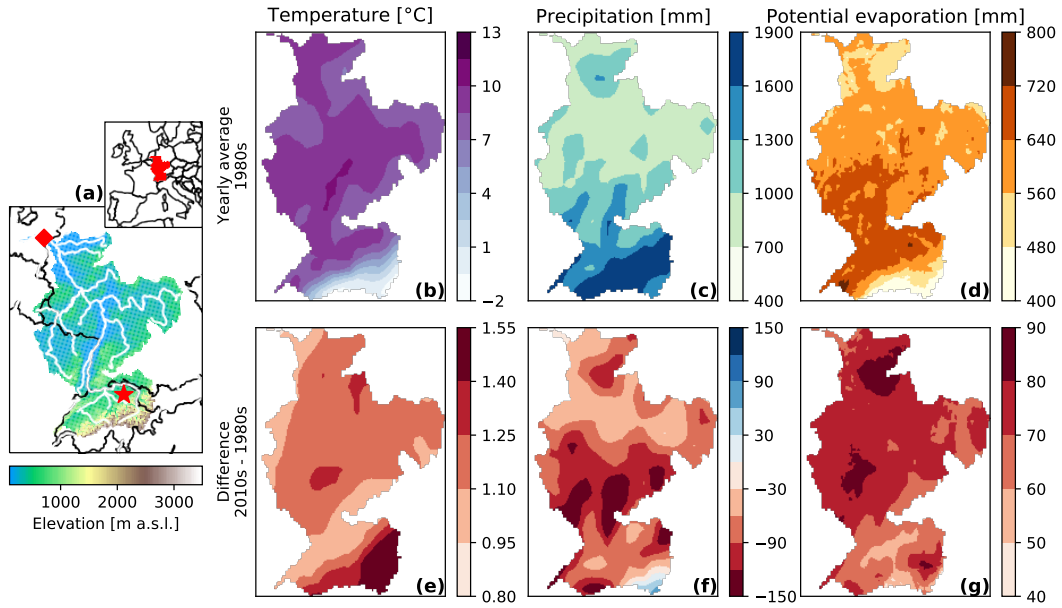 Temperature [°C]
Precipitation [mm]
Potential evaporation [mm]
(a)
1000
2000
3000
Elevation [m a.s.l.]
Yearly average
1980s
13
10
7
4
1
−2
(b)
1900
1600
1300
1000
700
400
(c)
800
720
640
560
480
400
(d)
Difference
2010s - 1980s
1.55
1.40
1.25
1.10
0.95
0.80
(e)
150
90
30
−30
−90
−150
(f)
90
80
70
60
50
40
(g)